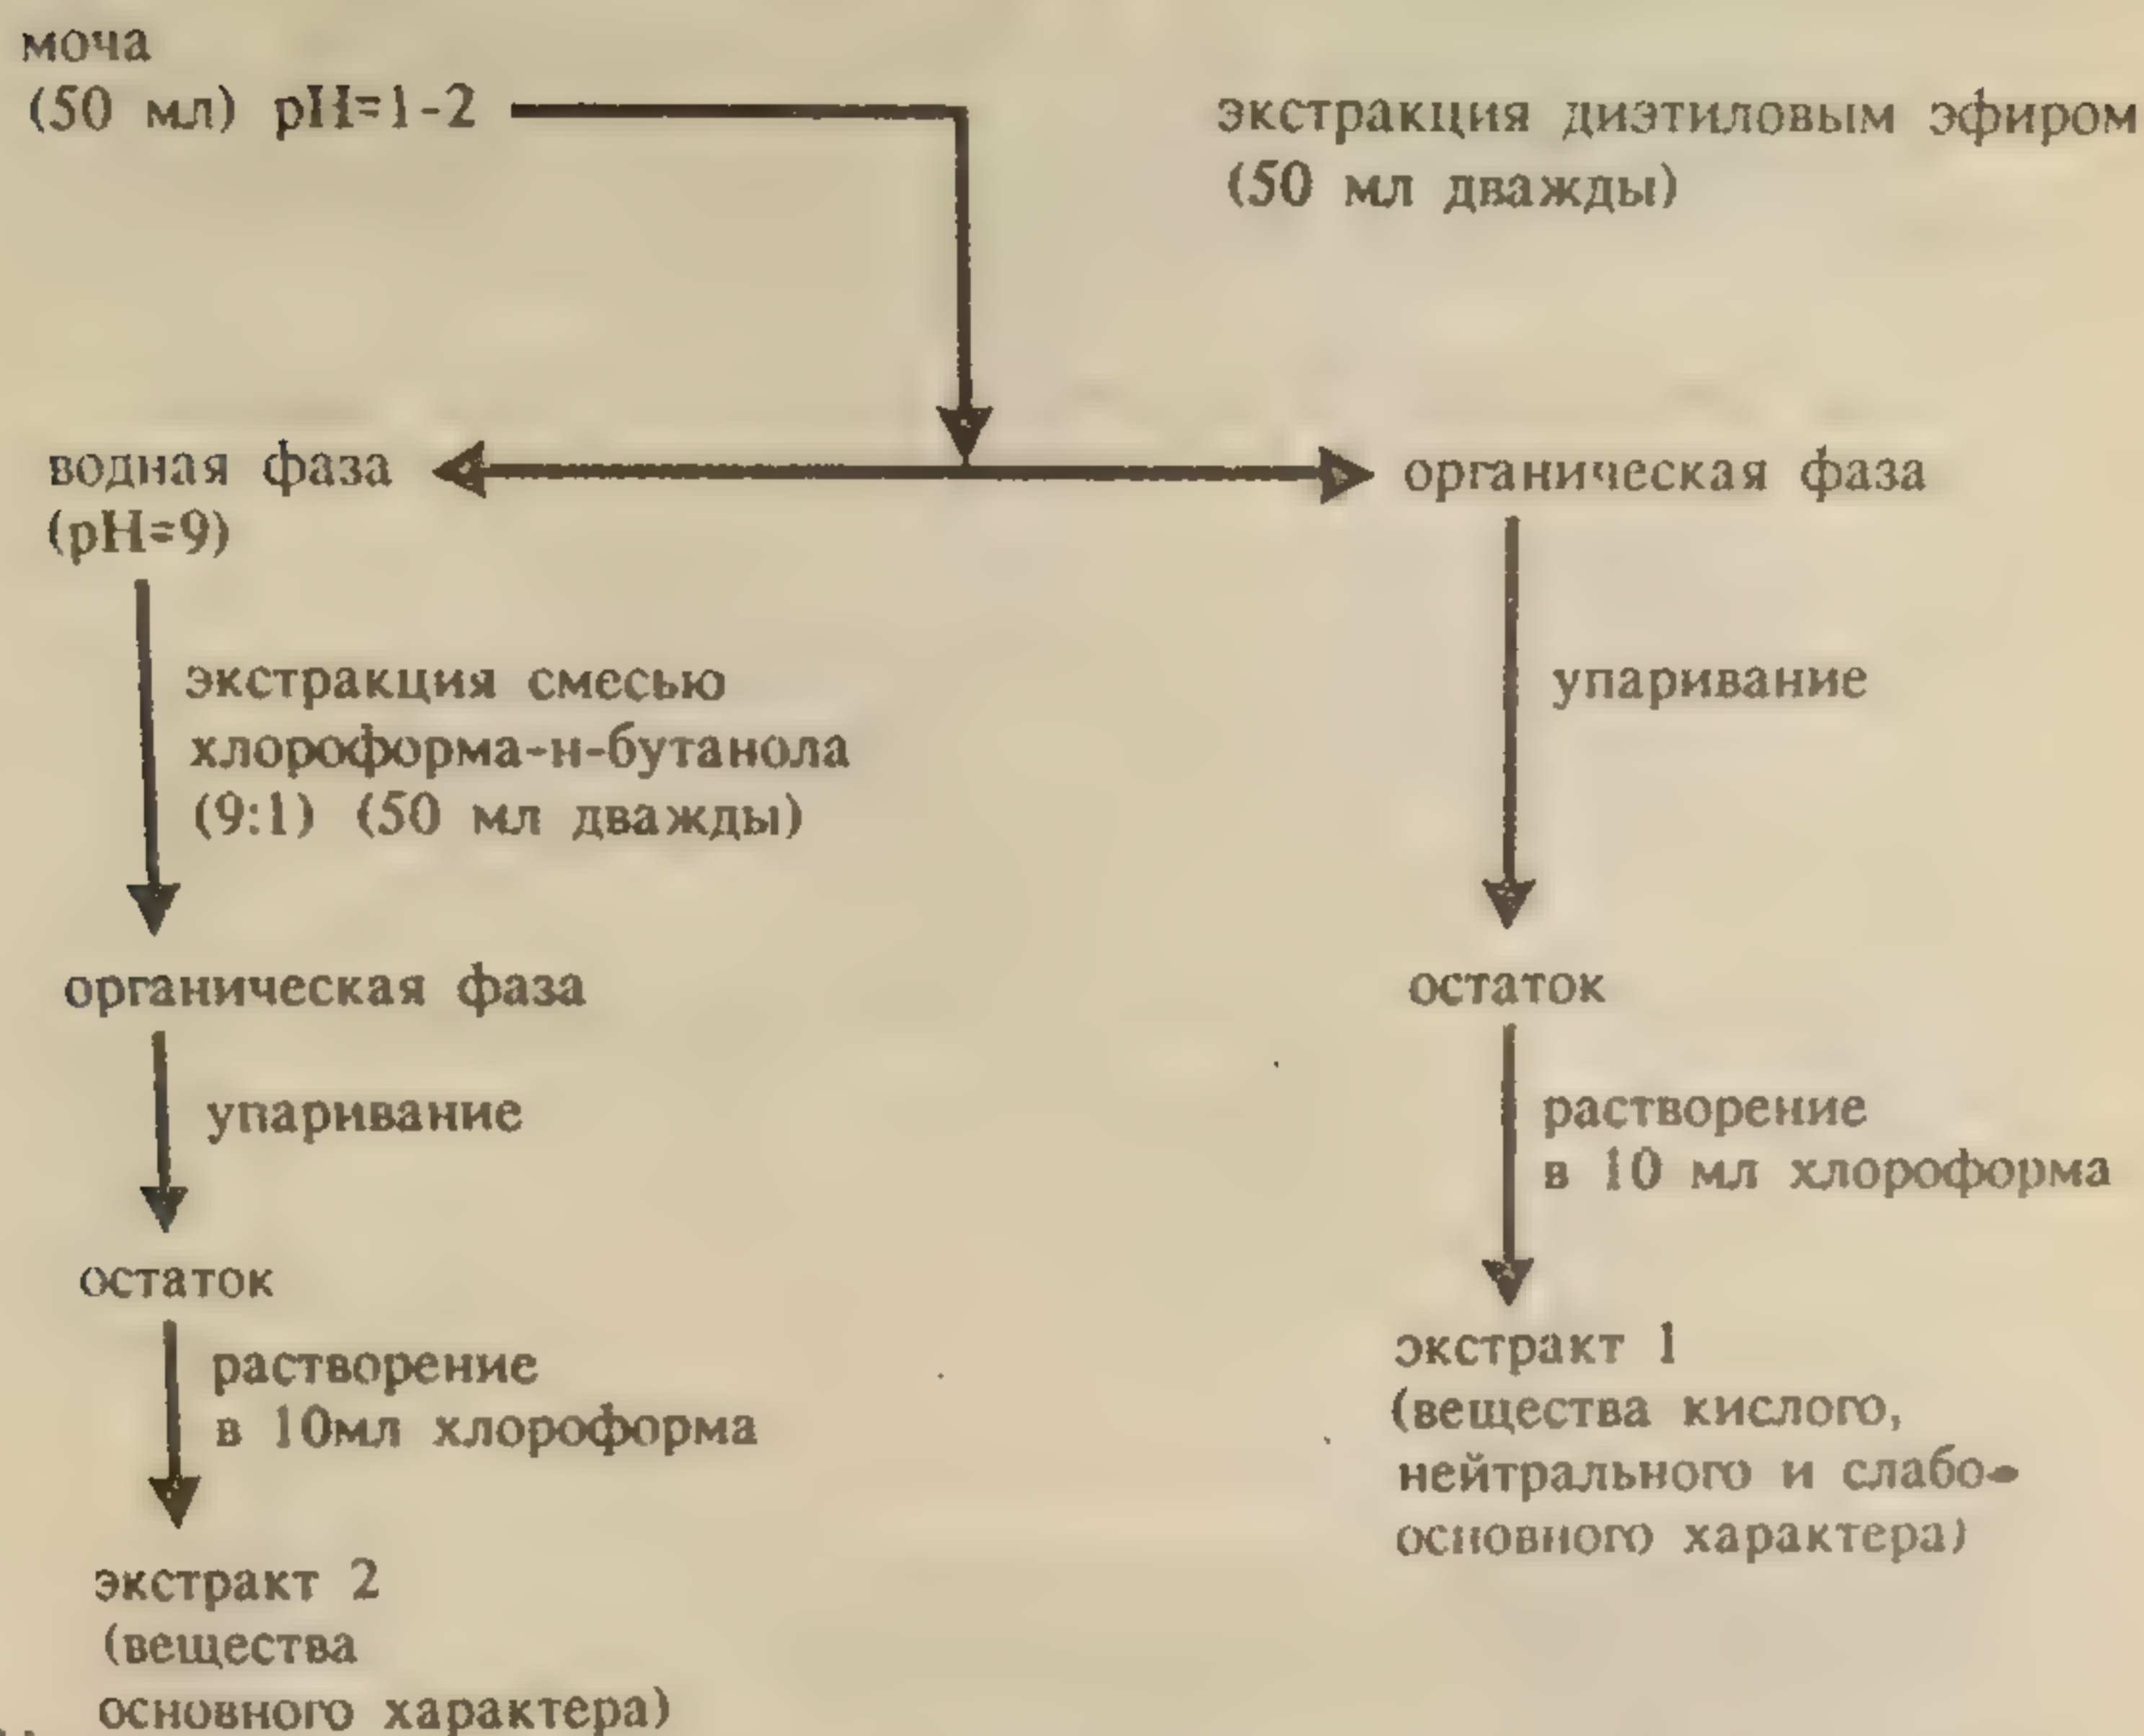 моча
(50 мл) pH=1-2
экстракция диэтиловым эфиром
(50 мл дважды)
водная фаза
(pH=9)
органическая фаза
экстракция смесью
хлороформа-н-бутанола
(9:1) (50 мл дважды)
упаривание
органическая фаза
остаток
упаривание
растворение
в 10 мл хлороформа
остаток
растворение
в 10мл хлороформа
экстракт 1
(вещества кислого,
нейтрального и слабо-
основного характера)
экстракт 2
(вещества
основного характера)